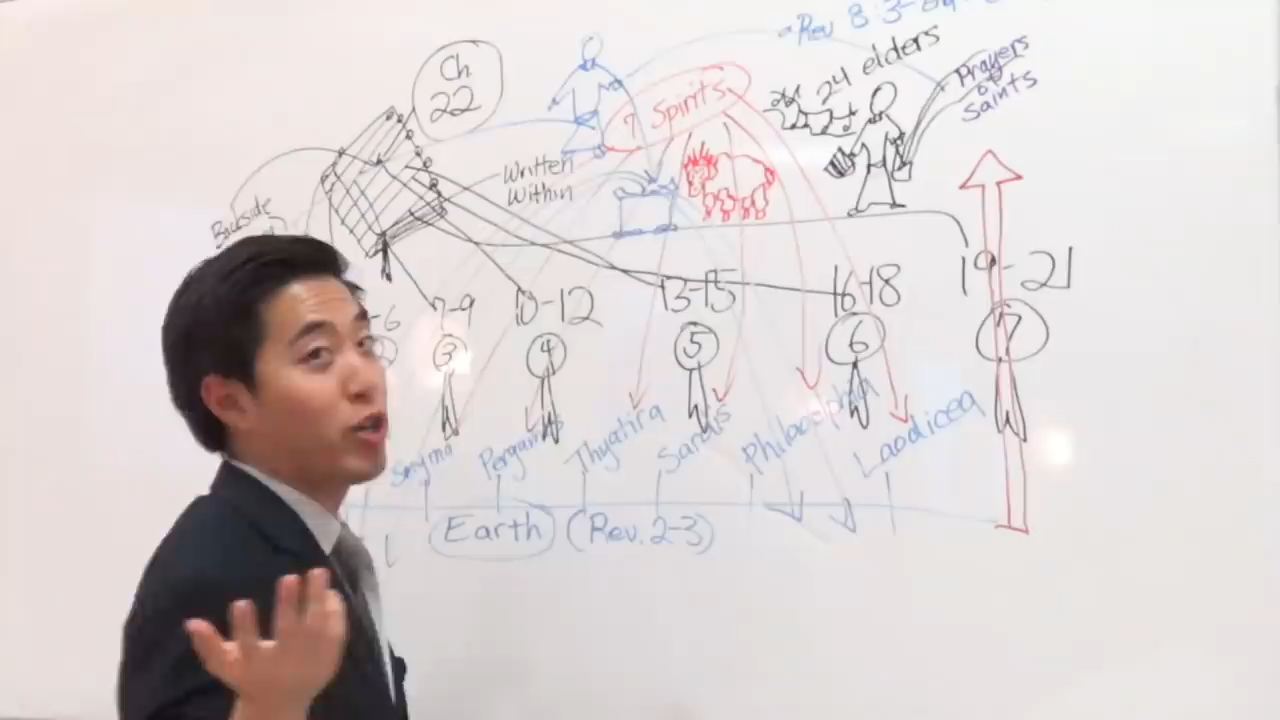 Rev 8:3-
Ch
22
7 Spirits
24 elders
Prayers
of
Saints
Written
Within
Backside
-6
7-9
10-12
13-15
16-18
19-21
3
4
5
6
7
Smyrna
Pergamos
Thyatira
Sardis
Philadelphia
Laodicea
Earth (Rev. 2-3)